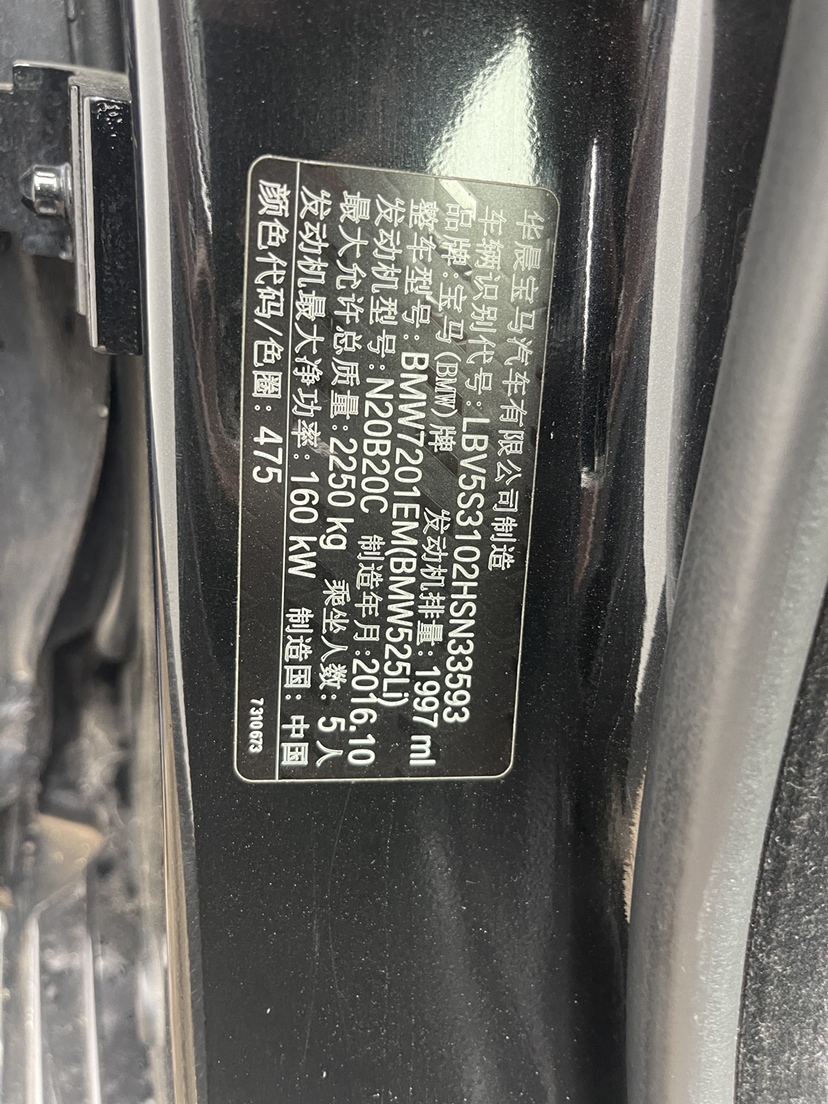 华晨宝马汽车有限公司制造
车辆识别代号:LBV5S3102HSN33593
品牌:宝马(BMW)牌 发动机排量:1997 ml
整车型号:BMW7201EM(BMW525Li)
发动机型号:N20B20C 制造年月:2016.10
最大允许总质量:2250 kg 乘坐人数:5人
发动机最大净功率:160 kW 制造国:中国
颜色代码/色圈:475
7 310 673